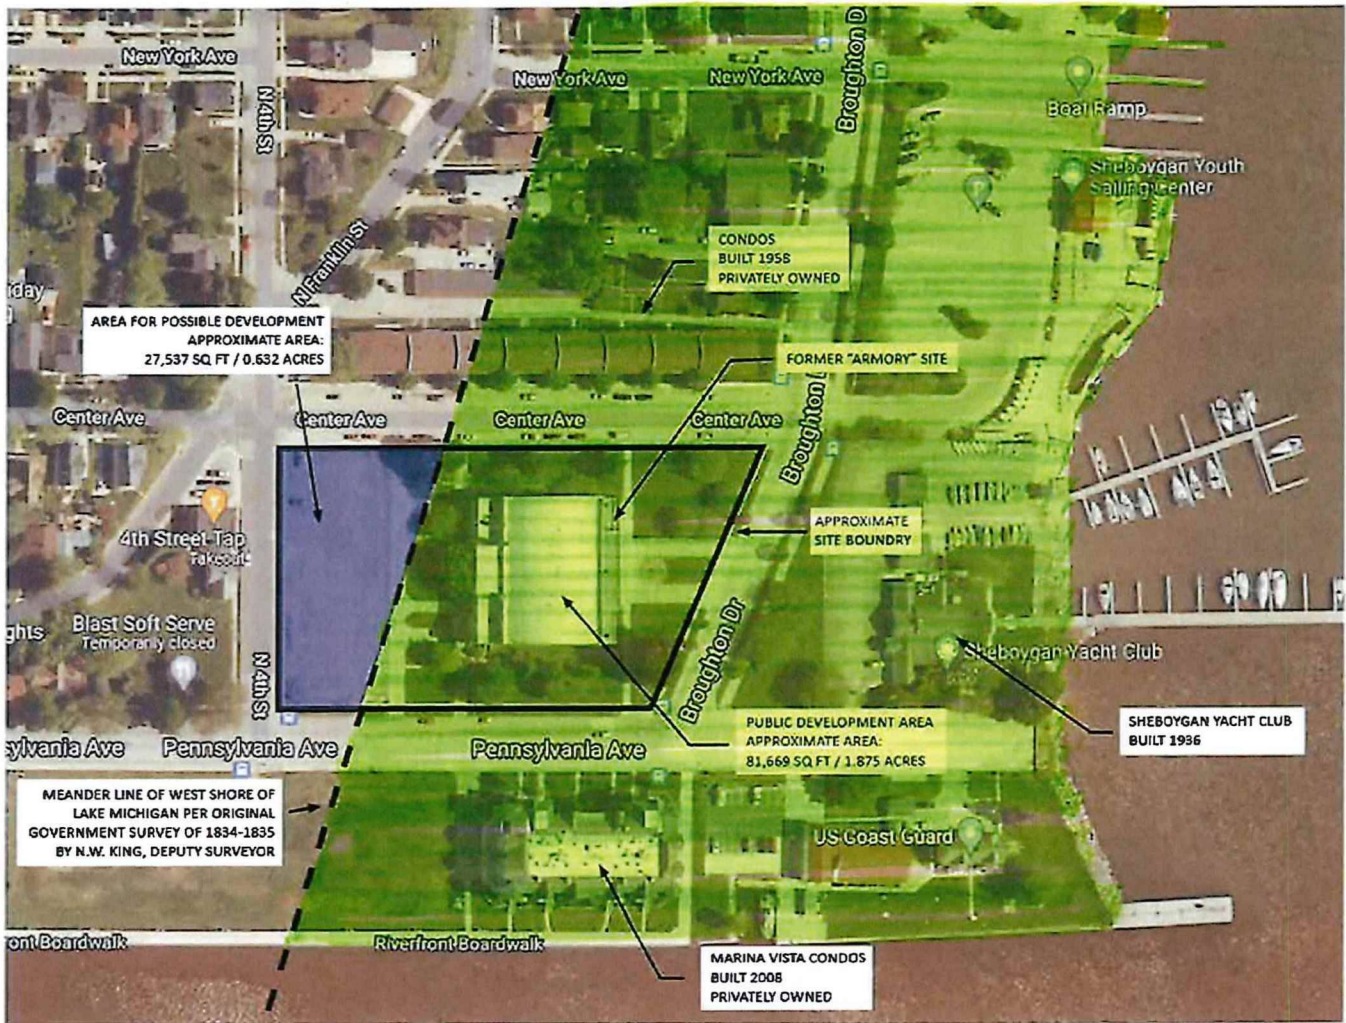 New York Ave
New York Ave
New York Ave
Broughton D
Boat Ramp
N 4th St
Sheboygan Youth
Sailing Center
N Franklin St
CONDOS
BUILT 1958
PRIVATELY OWNED
iday
AREA FOR POSSIBLE DEVELOPMENT
APPROXIMATE AREA:
27,537 SQ FT / 0.632 ACRES
FORMER "ARMORY" SITE
Center Ave
Center Ave
Center Ave
Center Ave
Broughton
4th Street Tap
Takeout
APPROXIMATE
SITE BOUNDRY
Blast Soft Serve
Temporarily closed
ghts
N 4th St
Broughton Dr
Sheboygan Yacht Club
SHEBOYGAN YACHT CLUB
BUILT 1936
sylvania Ave
Pennsylvania Ave
Pennsylvania Ave
PUBLIC DEVELOPMENT AREA
APPROXIMATE AREA:
81,669 SQ FT / 1.875 ACRES
MEANDER LINE OF WEST SHORE OF
LAKE MICHIGAN PER ORIGINAL
GOVERNMENT SURVEY OF 1834-1835
BY N.W. KING, DEPUTY SURVEYOR
US Coast Guard
ront Boardwalk
Riverfront Boardwalk
MARINA VISTA CONDOS
BUILT 2008
PRIVATELY OWNED